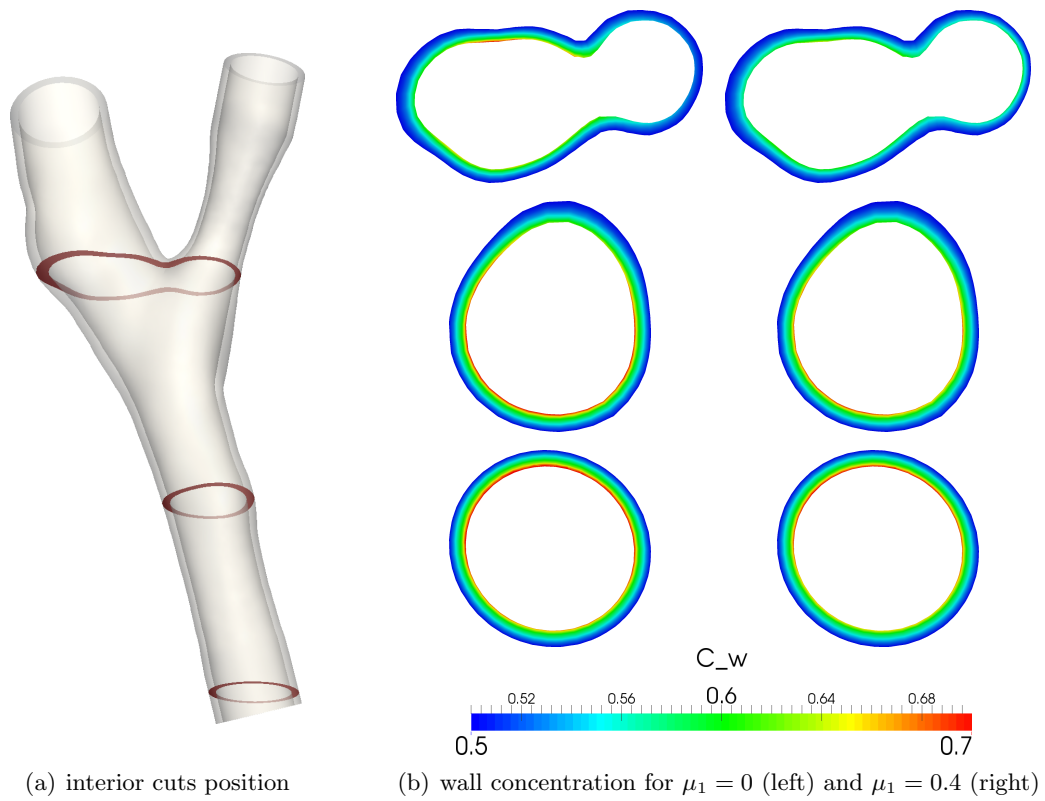 C_w
0.52 0.56 0.6 0.64 0.68
0.5 0.7
(a) interior cuts position
(b) wall concentration for μ₁ = 0 (left) and μ₁ = 0.4 (right)